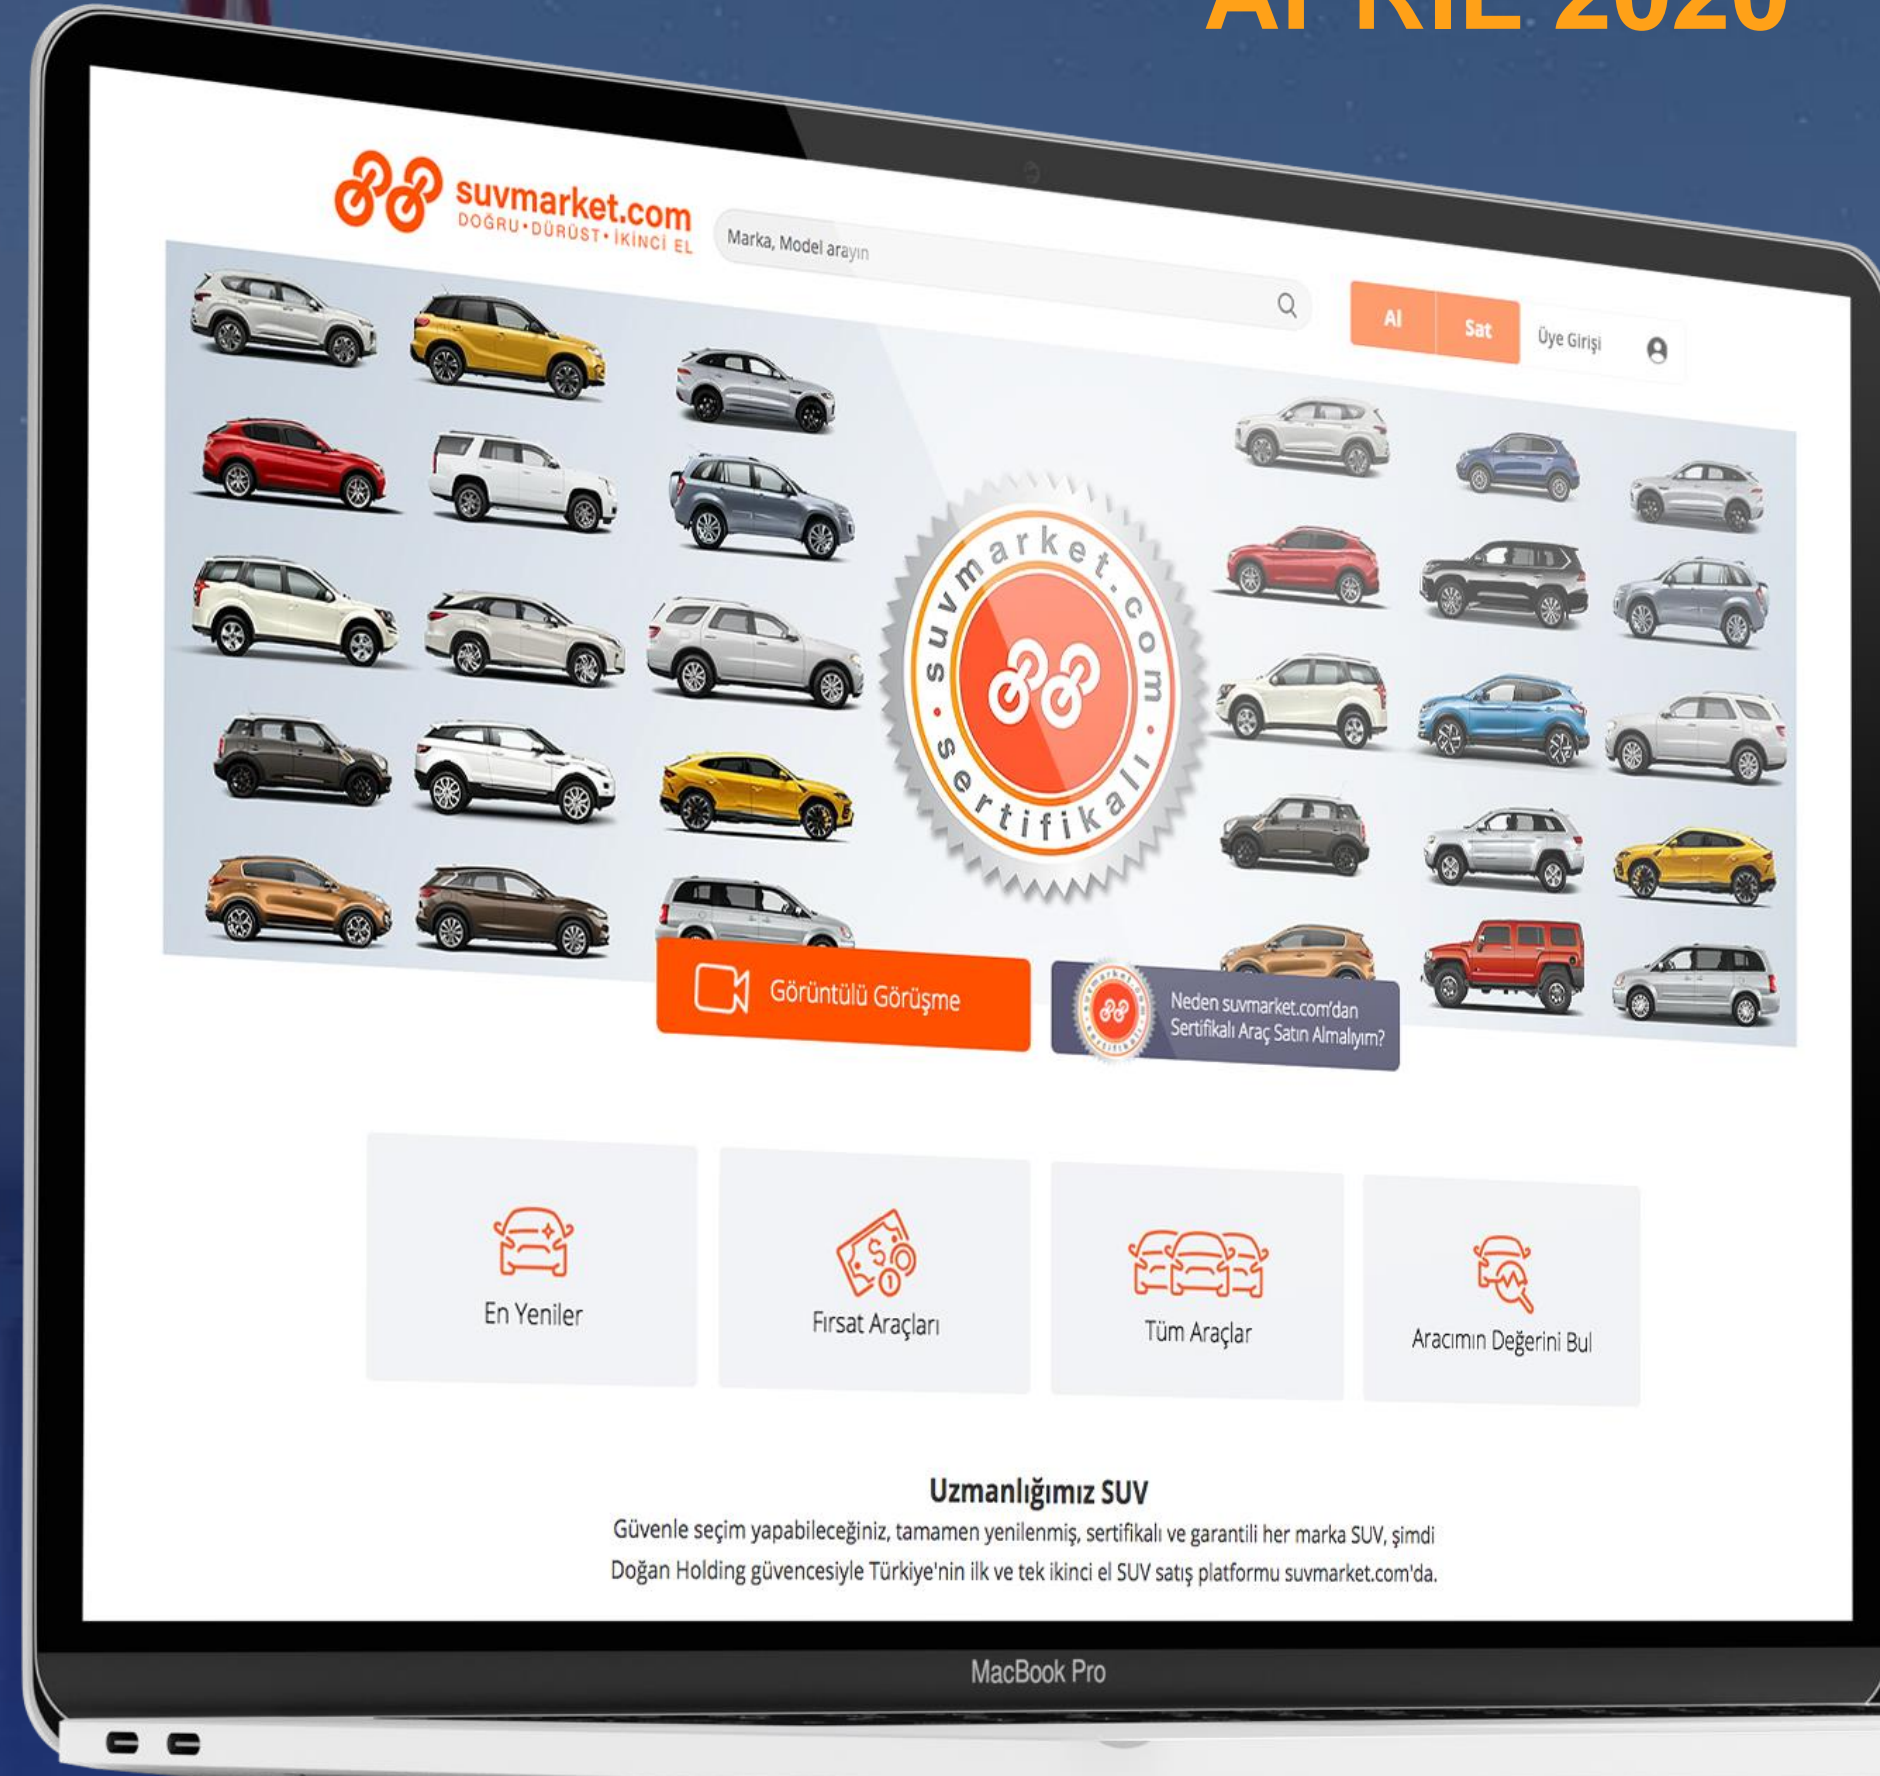 APRIL 2020
suvmarket.com
DOĞRU•DÜRÜST•İKİNCİ EL
Marka, Model arayın
Al
Sat
Üye Girişi
suvmarket.com
sertifikalı
Görüntülü Görüşme
suvmarket.com
sertifikalı
Neden suvmarket.com'dan
Sertifikalı Araç Satın Almalıyım?
En Yeniler
Fırsat Araçları
Tüm Araçlar
Aracımın Değerini Bul
Uzmanlığımız SUV
Güvenle seçim yapabileceğiniz, tamamen yenilenmiş, sertifikalı ve garantili her marka SUV, şimdi
Doğan Holding güvencesiyle Türkiye'nin ilk ve tek ikinci el SUV satış platformu suvmarket.com'da.
MacBook Pro